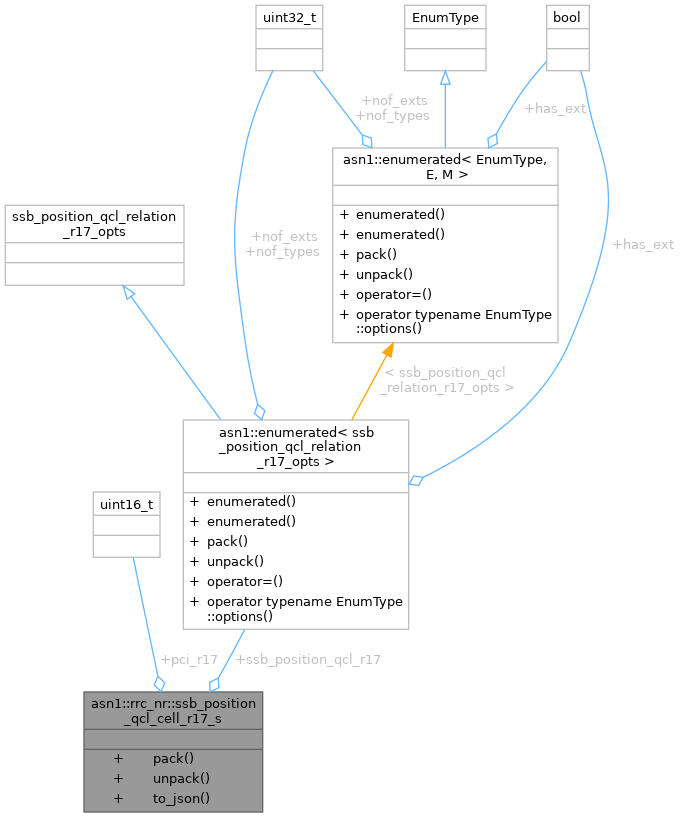 uint32_t
EnumType
bool
+nof_exts
+nof_types
+has_ext
asn1::enumerated< EnumType,
E, M >
+ enumerated()
+ enumerated()
+ pack()
+ unpack()
+ operator=()
+ operator typename EnumType
::options()
ssb_position_qcl_relation
_r17_opts
+nof_exts
+nof_types
+has_ext
< ssb_position_qcl
_relation_r17_opts >
asn1::enumerated< ssb
_position_qcl_relation
_r17_opts >
+ enumerated()
+ enumerated()
+ pack()
+ unpack()
+ operator=()
+ operator typename EnumType
::options()
uint16_t
+pci_r17
+ssb_position_qcl_r17
asn1::rrc_nr::ssb_position
_qcl_cell_r17_s
+ pack()
+ unpack()
+ to_json()